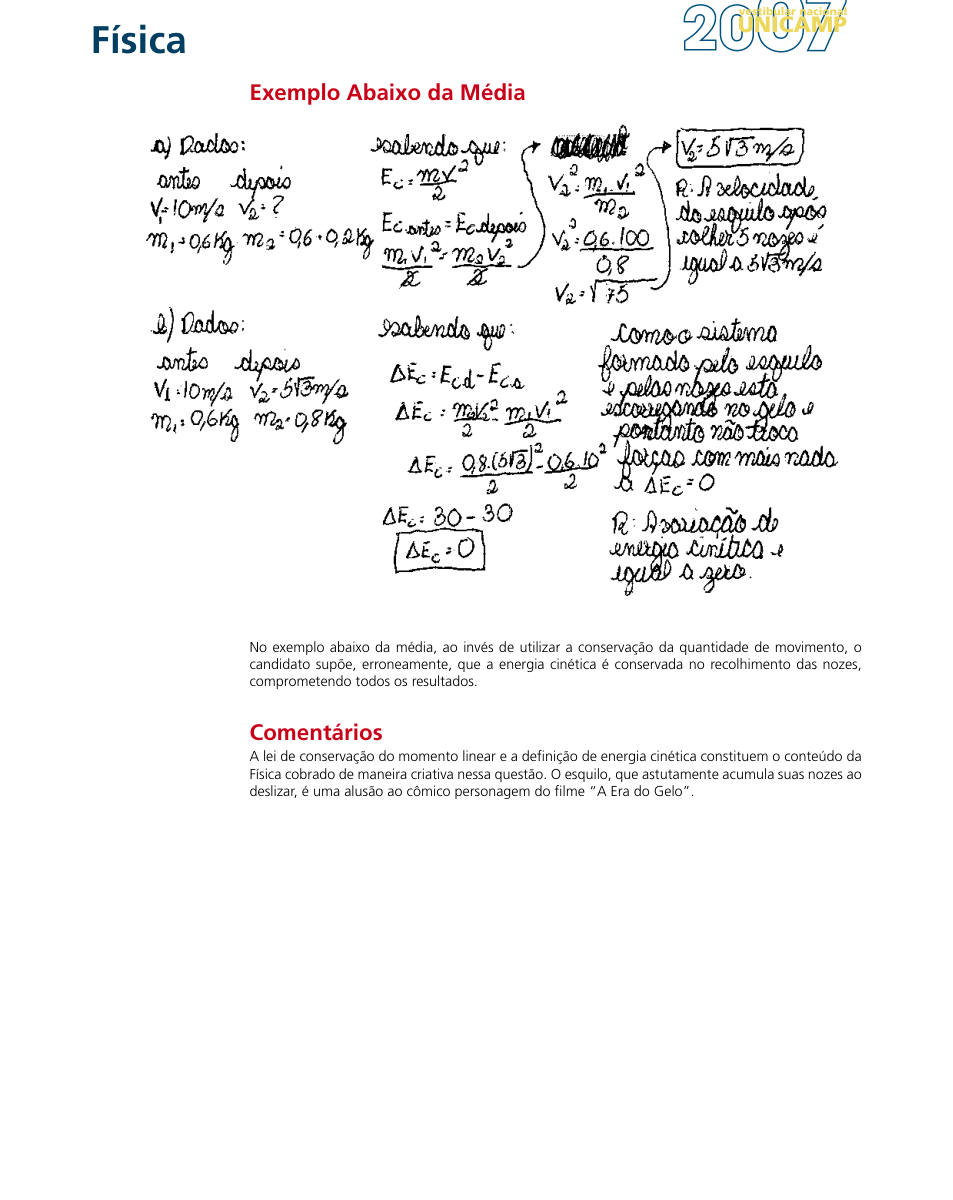 Física
2007
vestibular nacional
UNICAMP
Exemplo Abaixo da Média
a) Dados:
antes depois
V₁=10m/s V₂=?
m₁=0,6Kg m₂=0,6+0,2Kg
sabendo que:
Ec=mv²/2
Ec antes = Ec depois
m₁V₁²/2=m₂V₂²/2
V₂²=m₁.V₁²/m₂
V₂²=0,6.100/0,8
V₂=√75
V₂=5√3m/s
R: A velocidade
do esquilo após
colher 5 nozes é
igual a 5√3m/s
b) Dados:
antes depois
V₁=10m/s V₂=5√3m/s
m₁=0,6Kg m₂=0,8Kg
sabendo que:
ΔEc=Ecd-Eca
ΔEc=m₂V₂²/2-m₁V₁²/2
ΔEc=0,8.(5√3)²/2-0,6.10²/2
ΔEc=30-30
ΔEc=0
como o sistema
formado pelo esquilo
e pelas nozes está
escorregando no gelo e
portanto não troca
forças com mais nada
a ΔEc=0
R: A variação de
energia cinética é
igual a zero.
No exemplo abaixo da média, ao invés de utilizar a conservação da quantidade de movimento, o
candidato supõe, erroneamente, que a energia cinética é conservada no recolhimento das nozes,
comprometendo todos os resultados.
Comentários
A lei de conservação do momento linear e a definição de energia cinética constituem o conteúdo da
Física cobrado de maneira criativa nessa questão. O esquilo, que astutamente acumula suas nozes ao
deslizar, é uma alusão ao cômico personagem do filme “A Era do Gelo”.